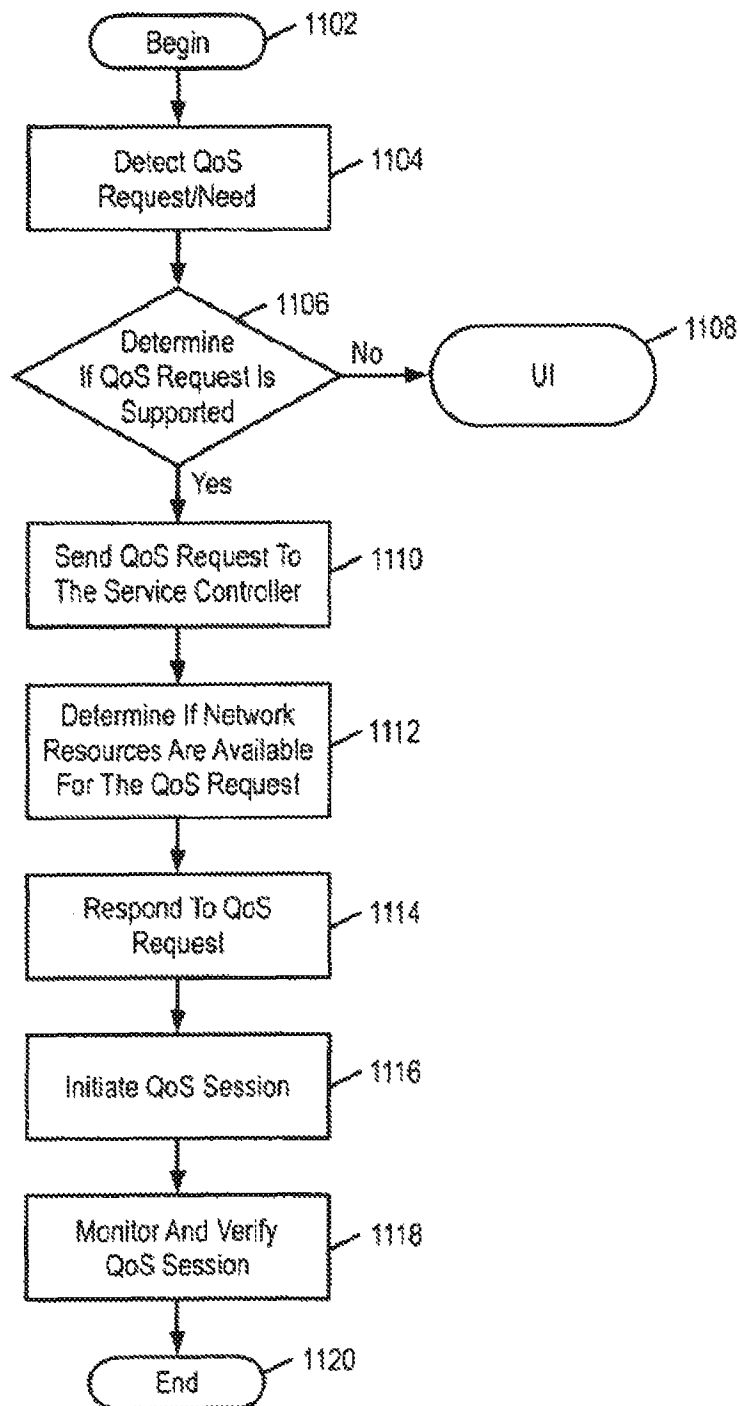 Begin
1102
Detect QoS
Request/Need
1104
1106
Determine
If QoS Request Is
Supported
No
UI
1108
Yes
Send QoS Request To
The Service Controller
1110
Determine If Network
Resources Are Available
For The QoS Request
1112
Respond To QoS
Request
1114
Initiate QoS Session
1116
Monitor And Verify
QoS Session
1118
End
1120